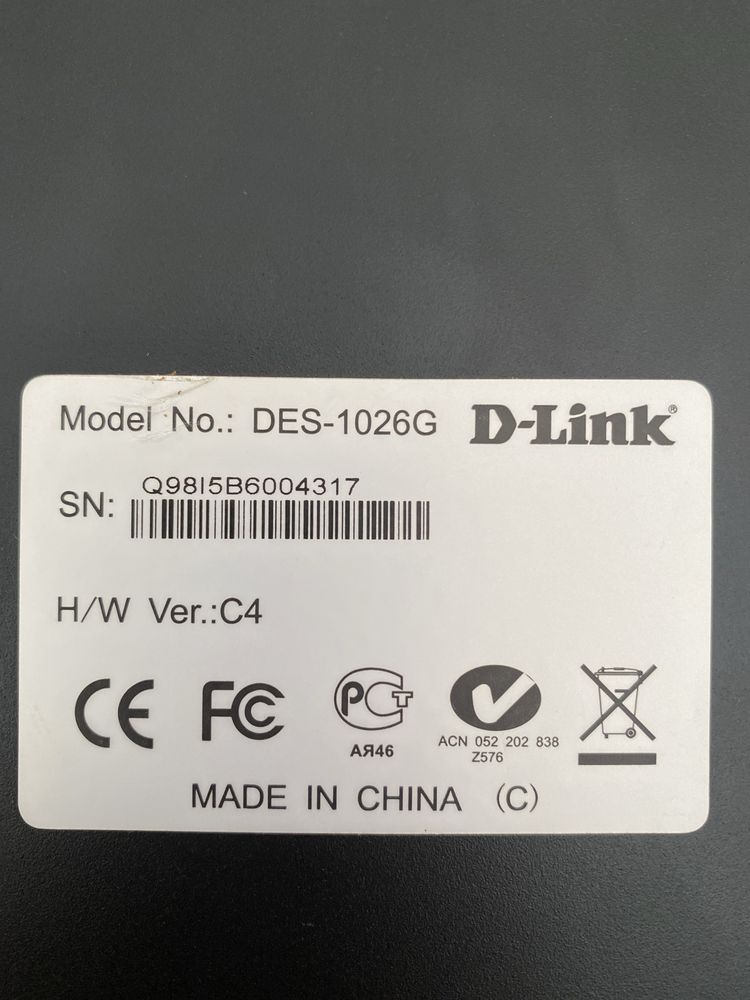 Model No.: DES-1026G D-Link®
SN: Q98I5B6004317
H/W Ver.:C4
CE FC PCT
АЯ46
ACN 052 202 838
Z576
MADE IN CHINA (C)